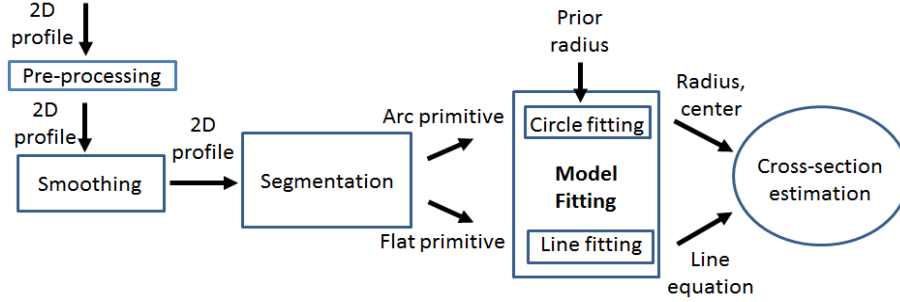 2D
profile
Pre-processing
2D
profile
Smoothing
2D
profile
Segmentation
Arc primitive
Flat primitive
Prior
radius
Circle fitting
Model
Fitting
Line fitting
Radius,
center
Line
equation
Cross-section
estimation